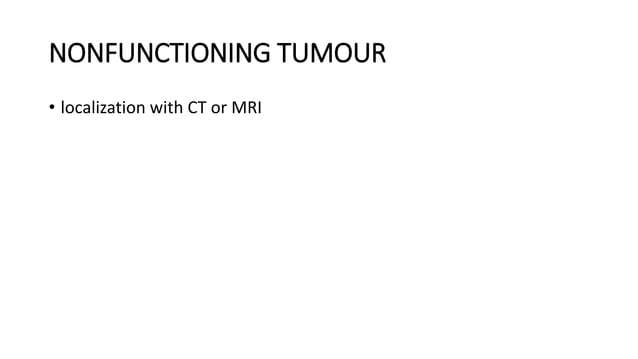 NONFUNCTIONING TUMOUR
• localization with CT or MRI